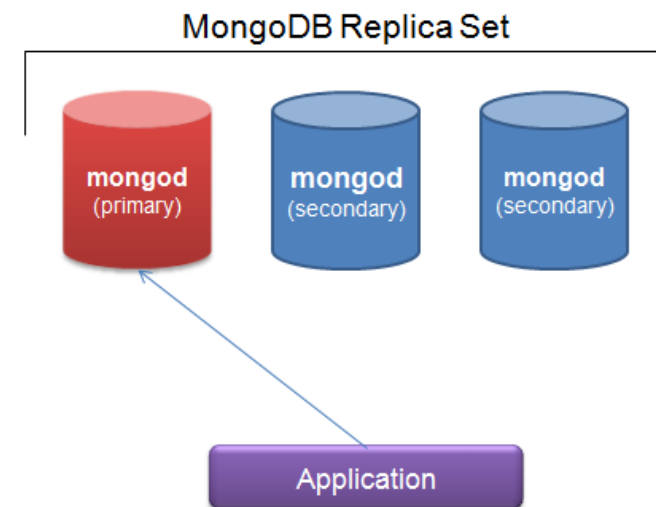 MongoDB Replica Set
mongod
(primary)
mongod
(secondary)
mongod
(secondary)
Application